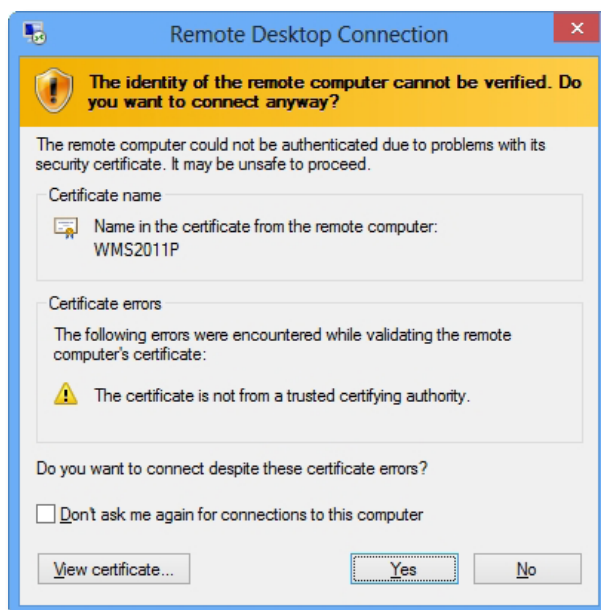 Remote Desktop Connection
The identity of the remote computer cannot be verified. Do
you want to connect anyway?
The remote computer could not be authenticated due to problems with its
security certificate. It may be unsafe to proceed.
Certificate name
Name in the certificate from the remote computer:
WMS2011P
Certificate errors
The following errors were encountered while validating the remote
computer's certificate:
The certificate is not from a trusted certifying authority.
Do you want to connect despite these certificate errors?
Don't ask me again for connections to this computer
View certificate... Yes No